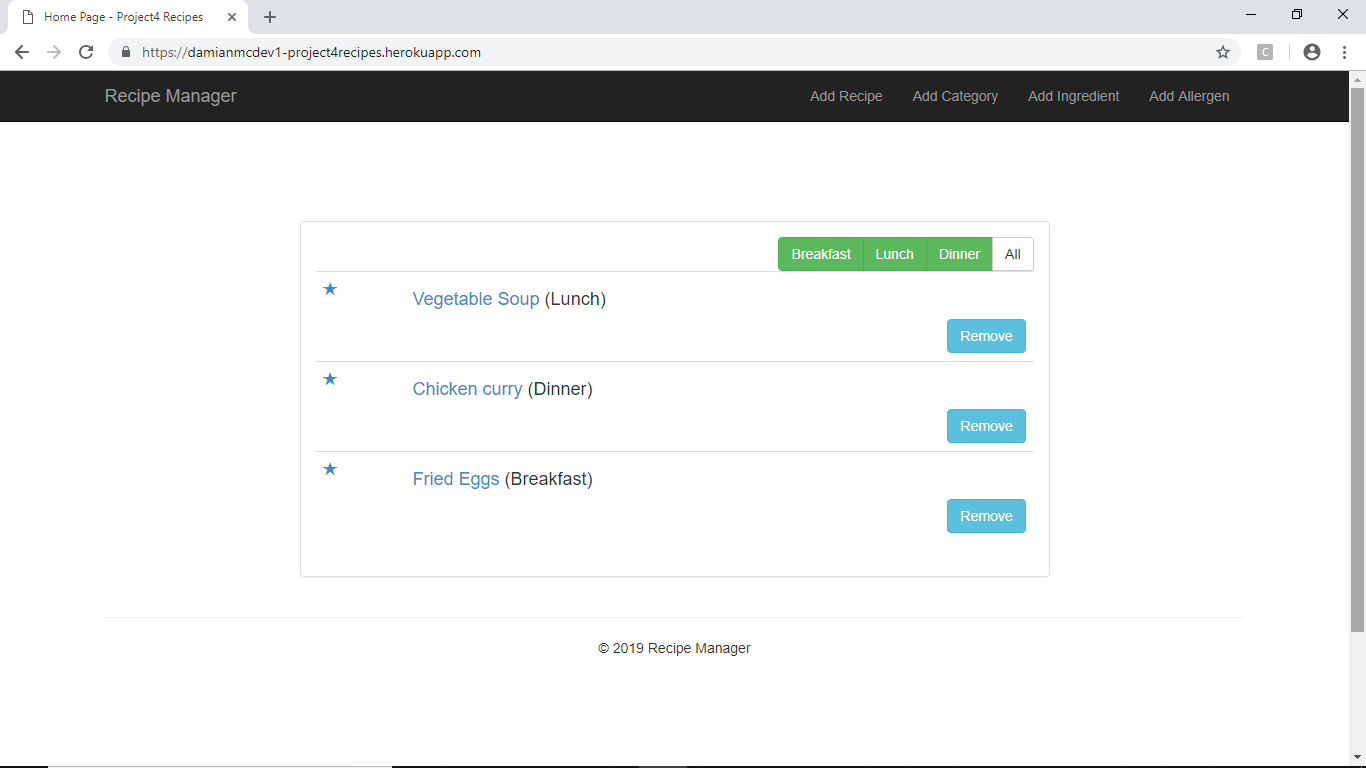 Home Page - Project4 Recipes
https://damianmcdev1-project4recipes.herokuapp.com
C
Recipe Manager Add Recipe Add Category Add Ingredient Add Allergen
Breakfast Lunch Dinner All
Vegetable Soup (Lunch)
Remove
Chicken curry (Dinner)
Remove
Fried Eggs (Breakfast)
Remove
© 2019 Recipe Manager